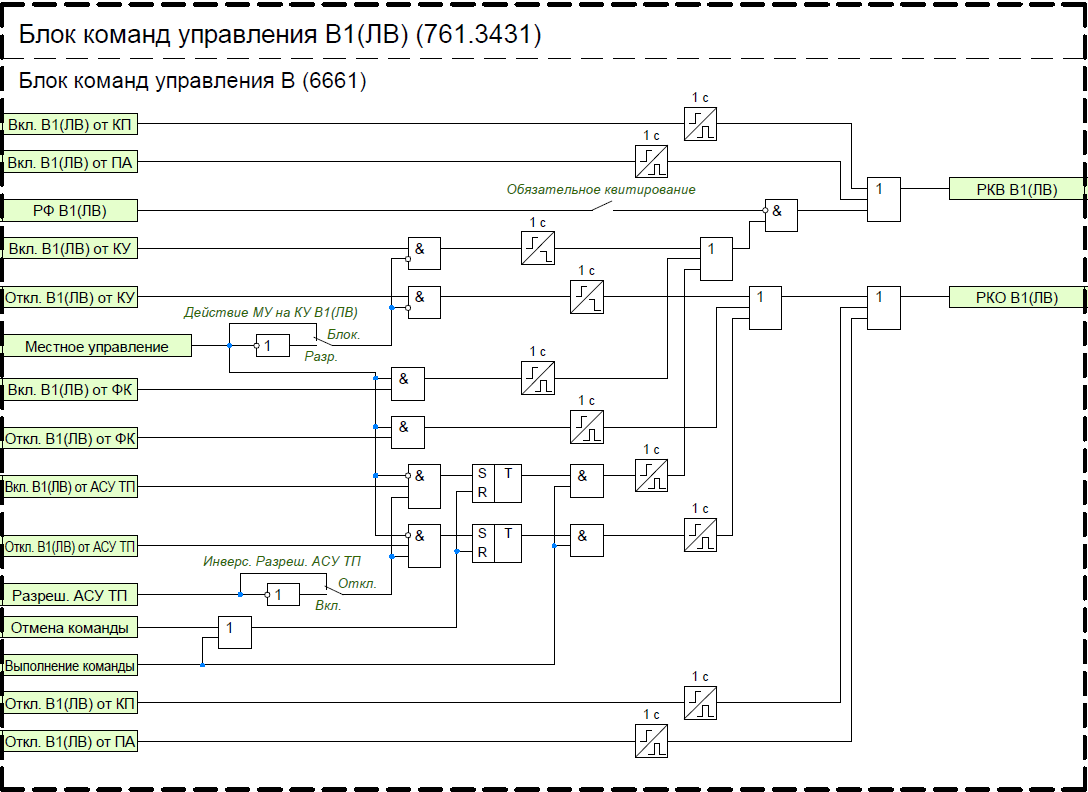 Блок команд управления В1(ЛВ) (761.3431)
Блок команд управления В (6661)
1 с
Вкл. В1(ЛВ) от КП
1 с
Вкл. В1(ЛВ) от ПА
1
РКВ В1(ЛВ)
Обязательное квитирование
РФ В1(ЛВ)
&
1 с
Вкл. В1(ЛВ) от КУ
&
1
1 с
Откл. В1(ЛВ) от КУ
&
1
1
РКО В1(ЛВ)
Действие МУ на КУ В1(ЛВ)
Блок.
Местное управление
1
Разр.
1 с
Вкл. В1(ЛВ) от ФК
&
1 с
Откл. В1(ЛВ) от ФК
&
1 с
Вкл. В1(ЛВ) от АСУ ТП
&
S T
R
&
1 с
Откл. В1(ЛВ) от АСУ ТП
&
S T
R
&
Инверс. Разреш. АСУ ТП
Откл.
Разреш. АСУ ТП
1
Вкл.
Отмена команды
1
Выполнение команды
1 с
Откл. В1(ЛВ) от КП
1 с
Откл. В1(ЛВ) от ПА